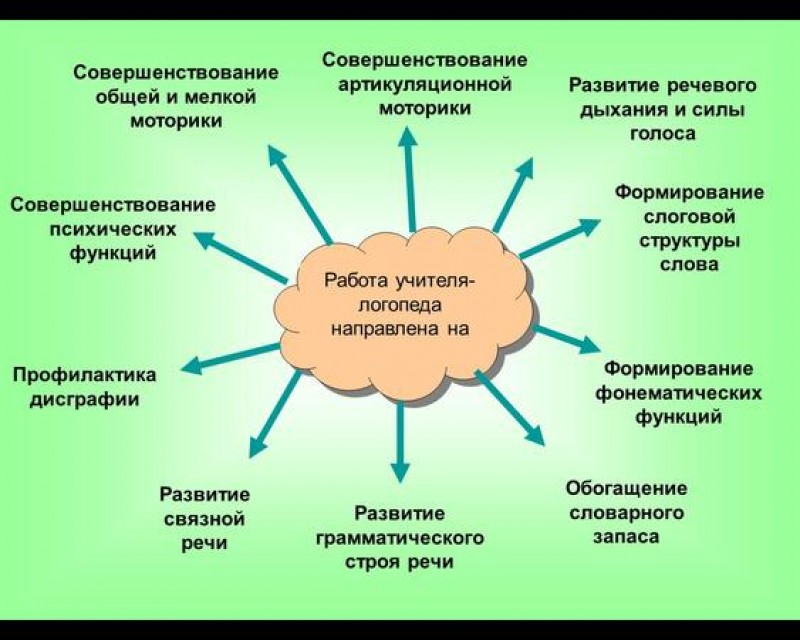 Совершенствование
общей и мелкой
моторики
Совершенствование
артикуляционной
моторики
Развитие речевого
дыхания и силы
голоса
Совершенствование
психических
функций
Формирование
слоговой
структуры
слова
Работа учителя-
логопеда
направлена на
Профилактика
дисграфии
Формирование
фонематических
функций
Развитие
связной
речи
Развитие
грамматического
строя речи
Обогащение
словарного
запаса